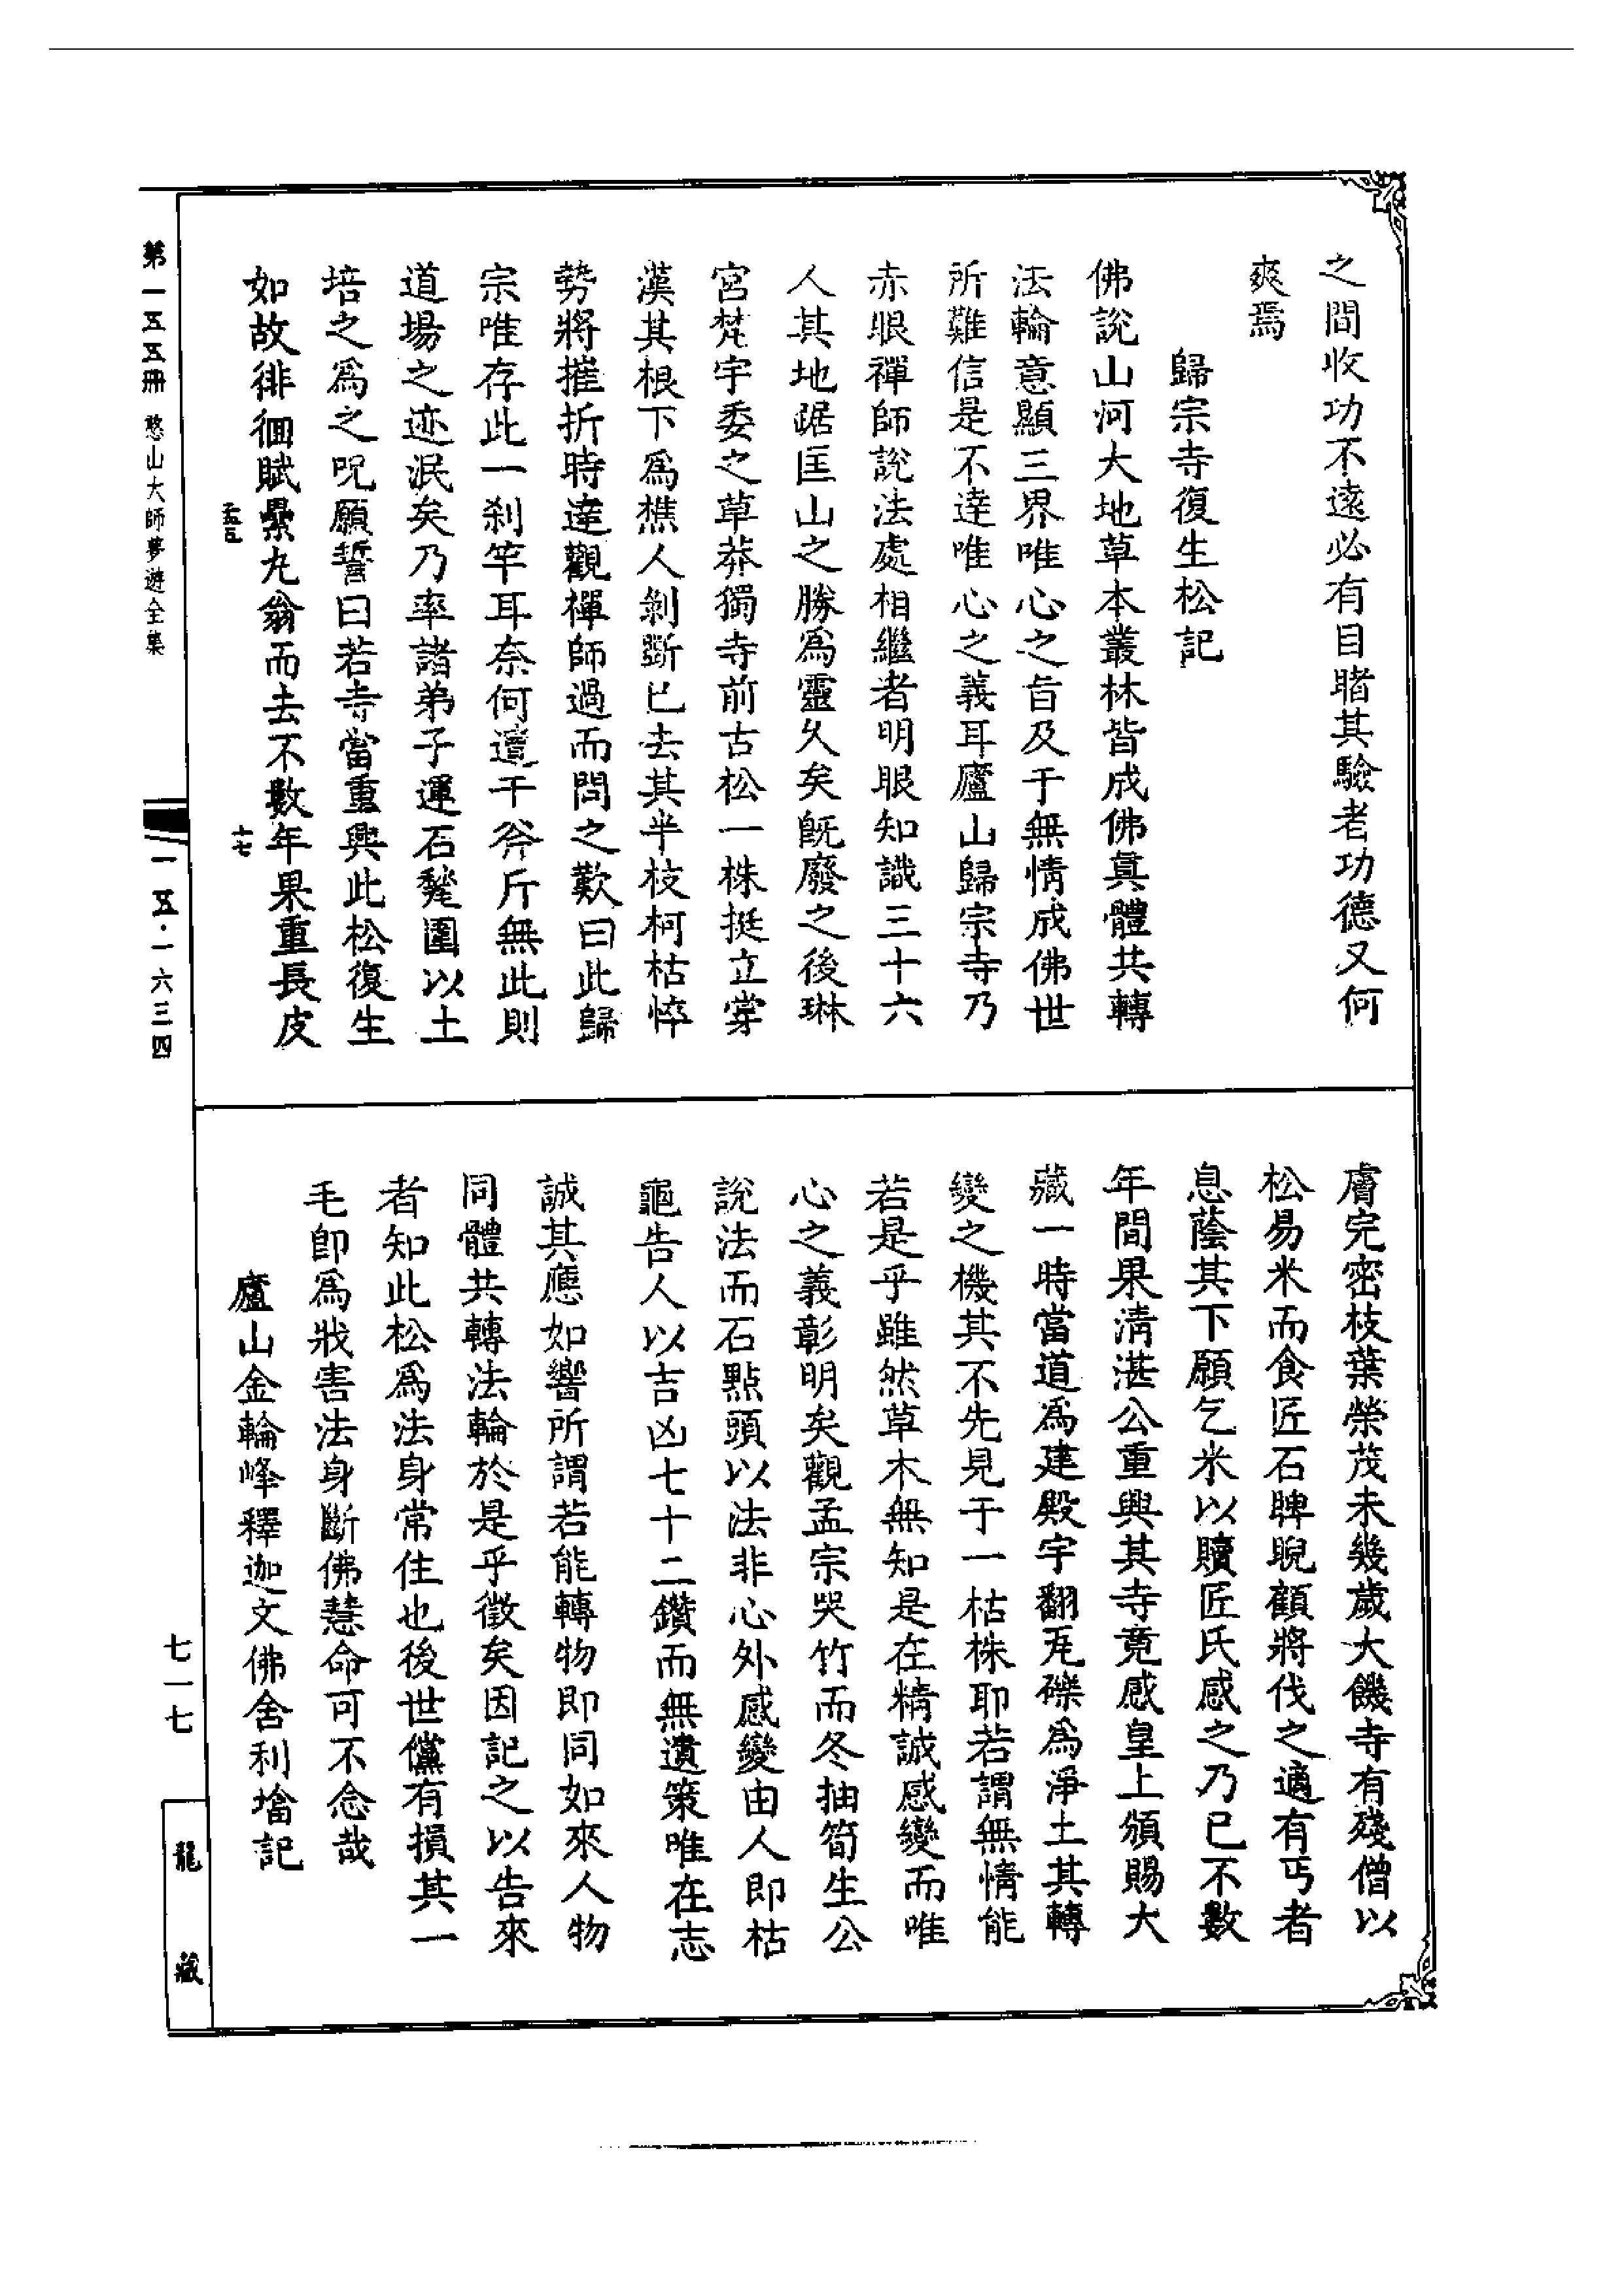 之間收功不遠必有目睹其驗者功德又何
爽焉
歸宗寺復生松記
佛說山河大地草本叢林皆成佛真體共轉
法輪意顯三界唯心之旨及于無情成佛世
所難信是不達唯心之義耳廬山歸宗寺乃
赤眼禪師說法處相繼者明眼知識三十六
人其地踞匡山之勝為靈久矣旣廢之後琳
宮梵宇委之草莽獨寺前古松一株挺立霄
漢其根下為樵人剝斲已去其半枝柯枯悴
勢將摧折時達觀禪師過而問之歎曰此歸
宗唯存此一刹竿耳奈何遭干斧斤無此則
道場之迹泯矣乃率諸弟子運石甃圍以土
培之為之呪願誓曰若寺當重興此松復生
如故徘徊賦纍九翁而去不數年果重長皮
膚完密枝葉榮茂未幾歲大饑寺有殘僧以
松易米而食匠石睥睨顧將伐之適有丐者
息蔭其下願乞米以贖匠氏感之乃已不數
年間果清湛公重興其寺竟感皇上頒賜大
藏一時當道為建殿宇翻瓦礫為淨土其轉
變之機其不先見于一枯株耶若謂無情能
若是乎雖然草木無知是在精誠感變而唯
心之義彰明矣觀孟宗哭竹而冬抽筍生公
說法而石點頭以法非心外感變由人即枯
龜告人以吉凶七十二鑽而無遺策唯在志
誠其應如響所謂若能轉物即同如來人物
同體共轉法輪於是乎徵矣因記之以告來
者知此松為法身常住也後世儻有損其一
毛即為戕害法身斷佛慧命可不念哉
廬山金輪峰釋迦文佛舍利墖記
第一五五冊 憨山大師夢遊全集
十七
一五五·一六三四
七一七
龍藏